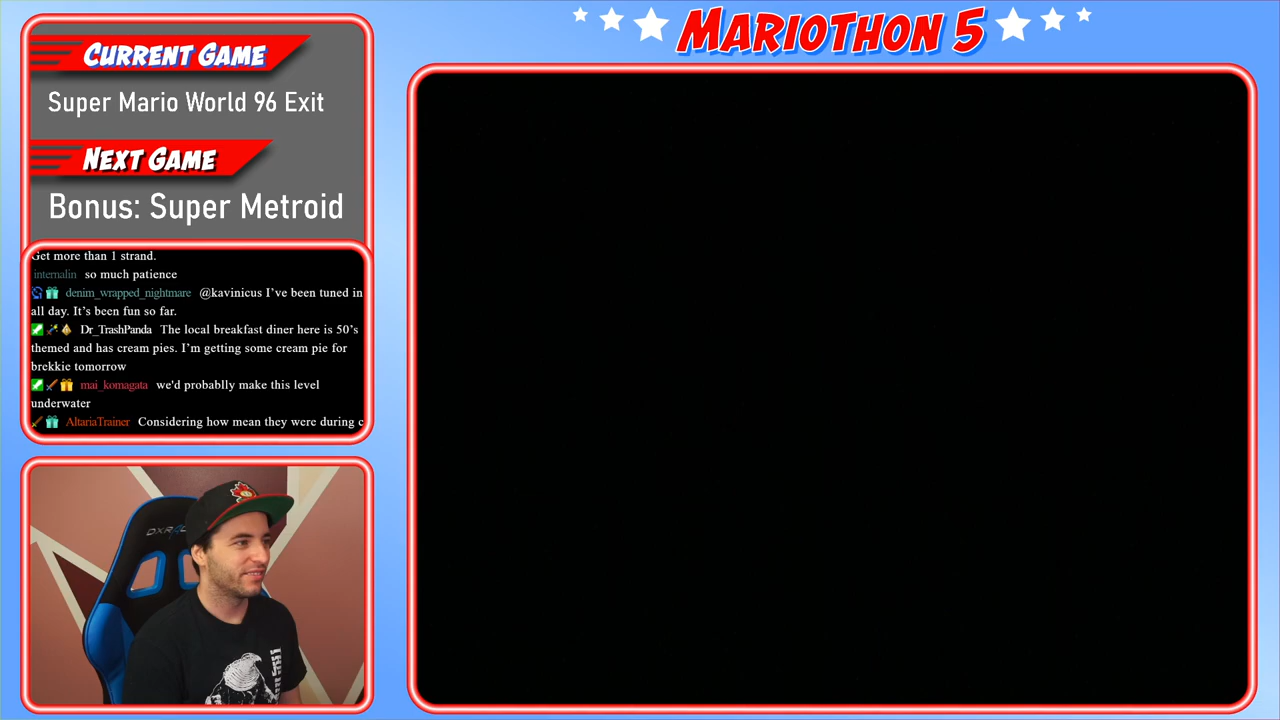 MARIOTHON 5
CURRENT GAME
Super Mario World 96 Exit
NEXT GAME
Bonus: Super Metroid
Get more than 1 strand.
internalin so much patience
denim_wrapped_nightmare @kavinicus I've been tuned in
all day. It's been fun so far.
Dr_TrashPanda The local breakfast diner here is 50's
themed and has cream pies. I'm getting some cream pie for
brekkie tomorrow
mai_komagata we'd probablly make this level
underwater
AltariaTrainer Considering how mean they were during c